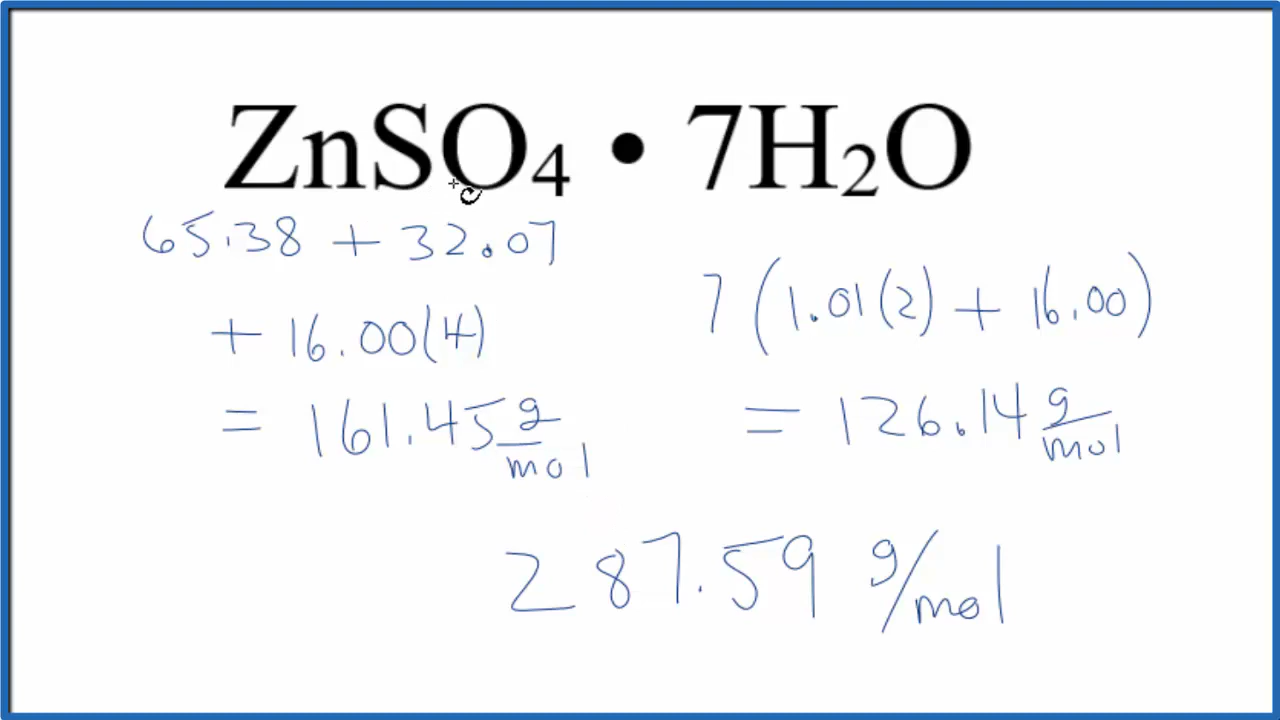 ZnSO₄ • 7H₂O
65.38 + 32.07
+ 16.00(4)
= 161.45 g/mol
7(1.01(2) + 16.00)
= 126.14 g/mol
287.59 g/mol